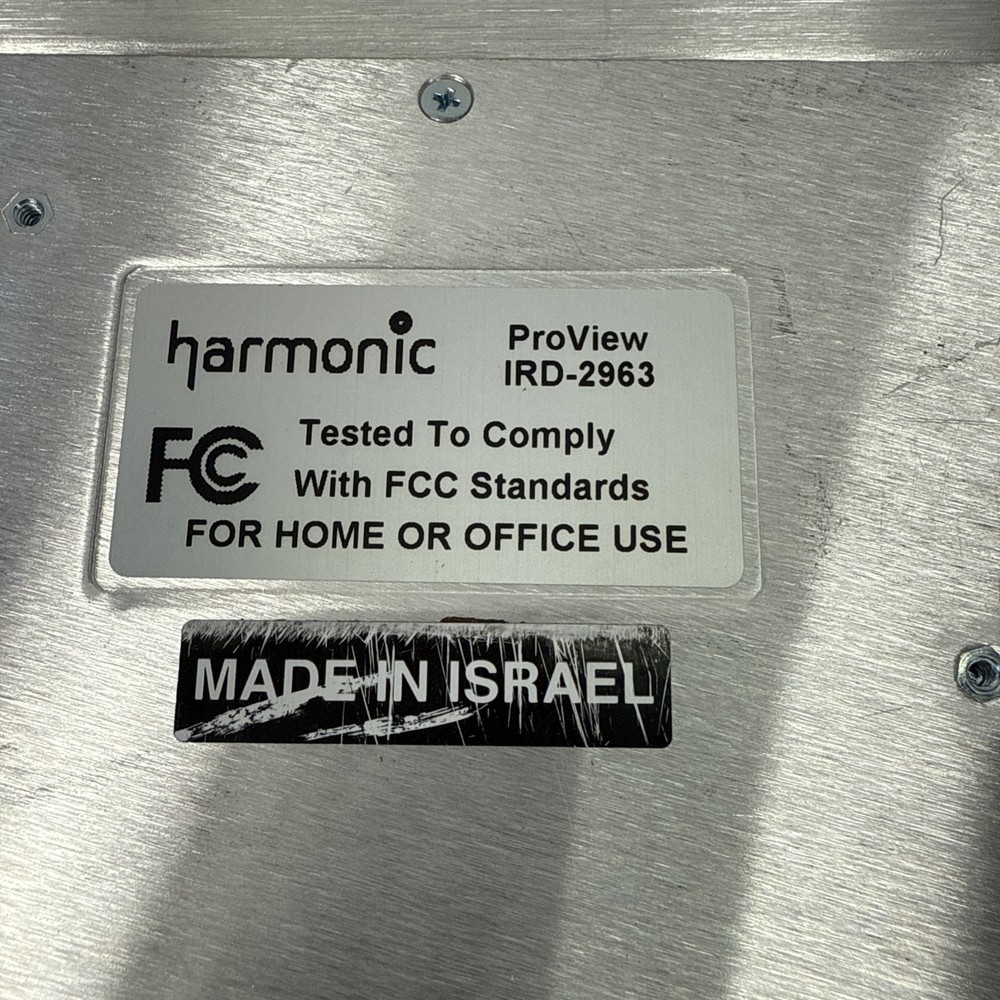 harmonic
ProView
IRD-2963
FC Tested To Comply
With FCC Standards
FOR HOME OR OFFICE USE
MADE IN ISRAEL